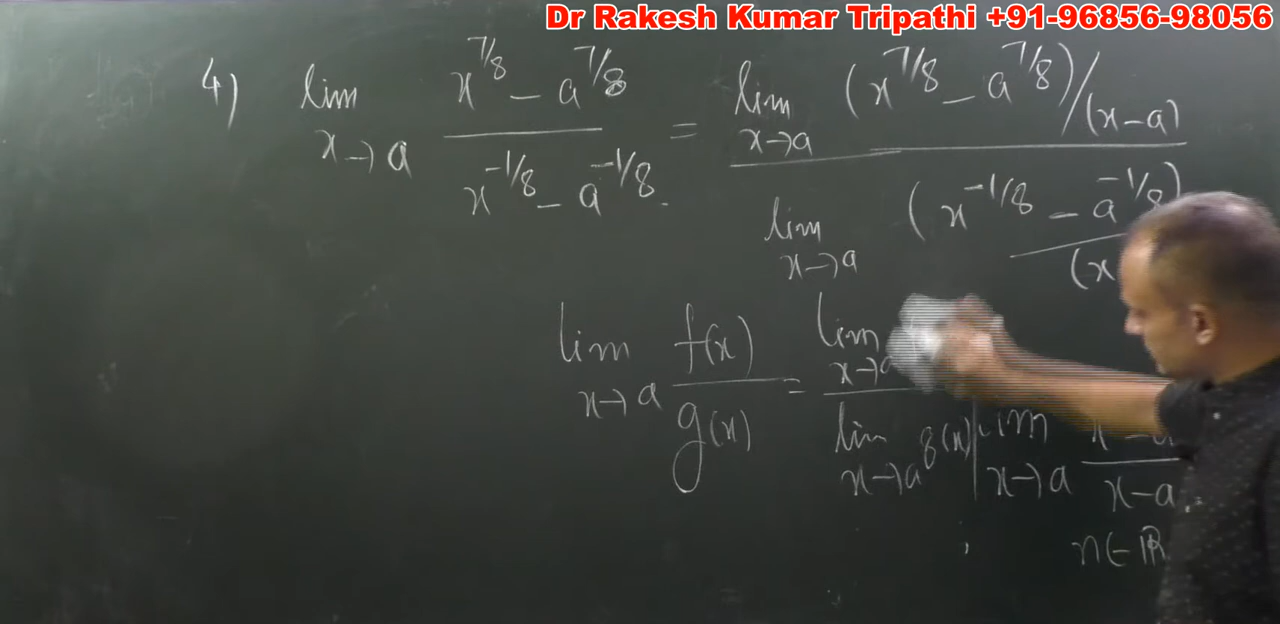 Dr Rakesh Kumar Tripathi +91-96856-98056
4) lim x→a (x^{7/8} - a^{7/8}) / (x^{-1/8} - a^{-1/8}) = lim x→a (x^{7/8} - a^{7/8})/(x-a)
lim x→a (x^{-1/8} - a^{-1/8}) / (x
lim x→a f(x)/g(x) = lim x→a
lim x→a g(x) | lim x→a x - a / x-a
n∈ℝ